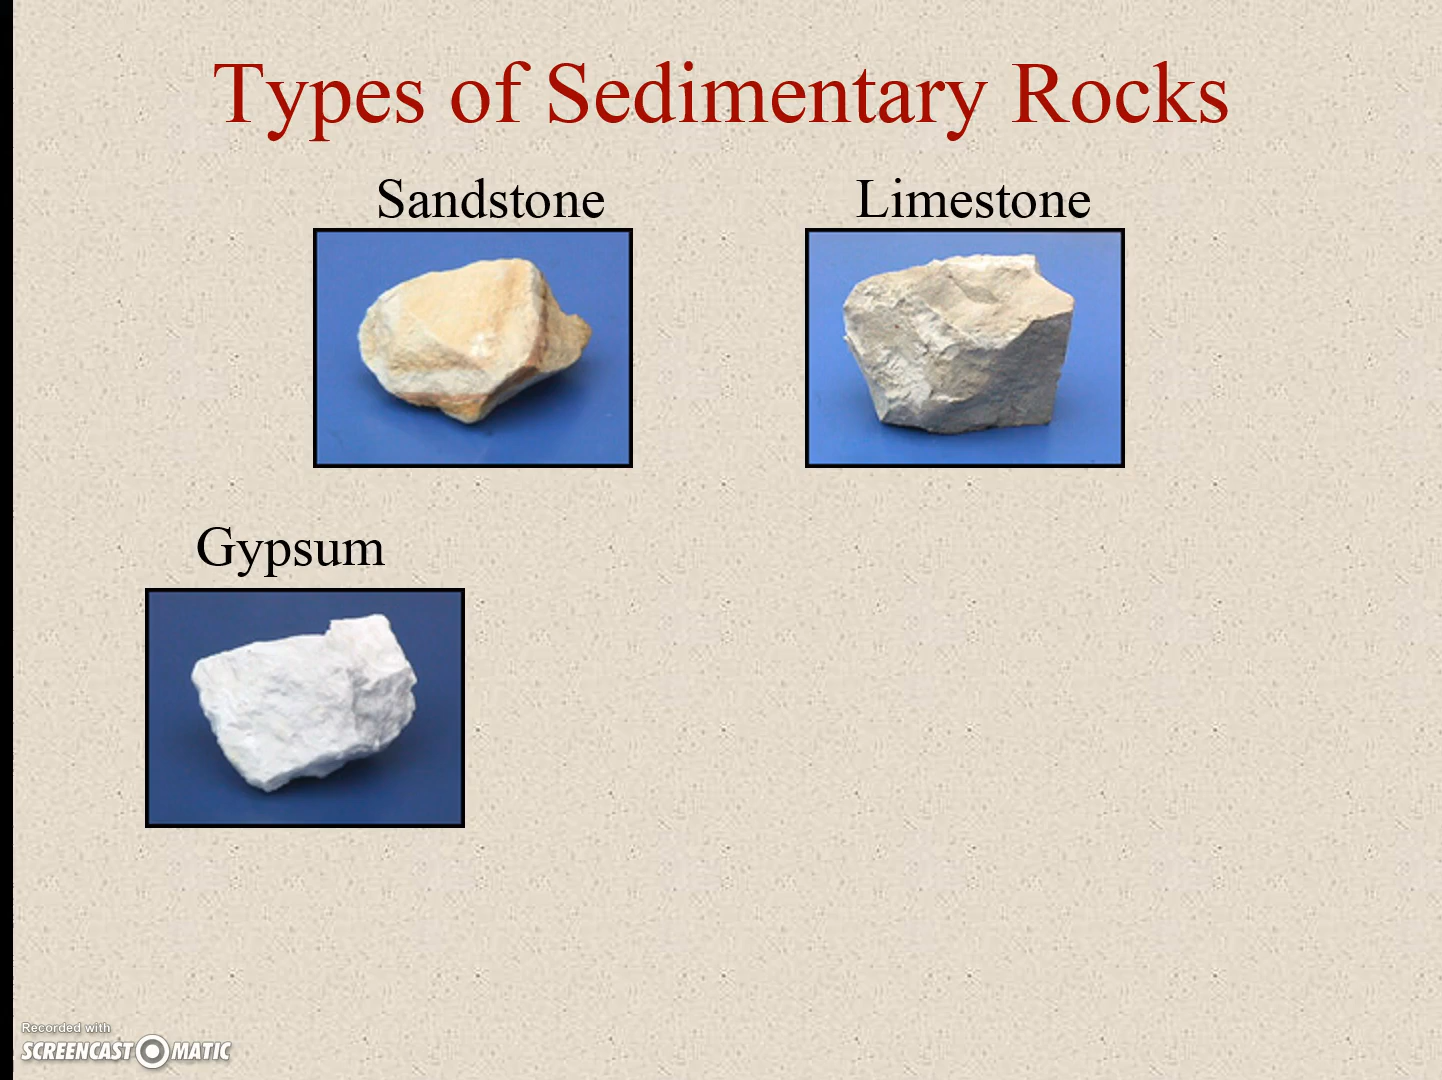 Types of Sedimentary Rocks
Sandstone
Limestone
Gypsum
Recorded with
SCREENCAST MATIC